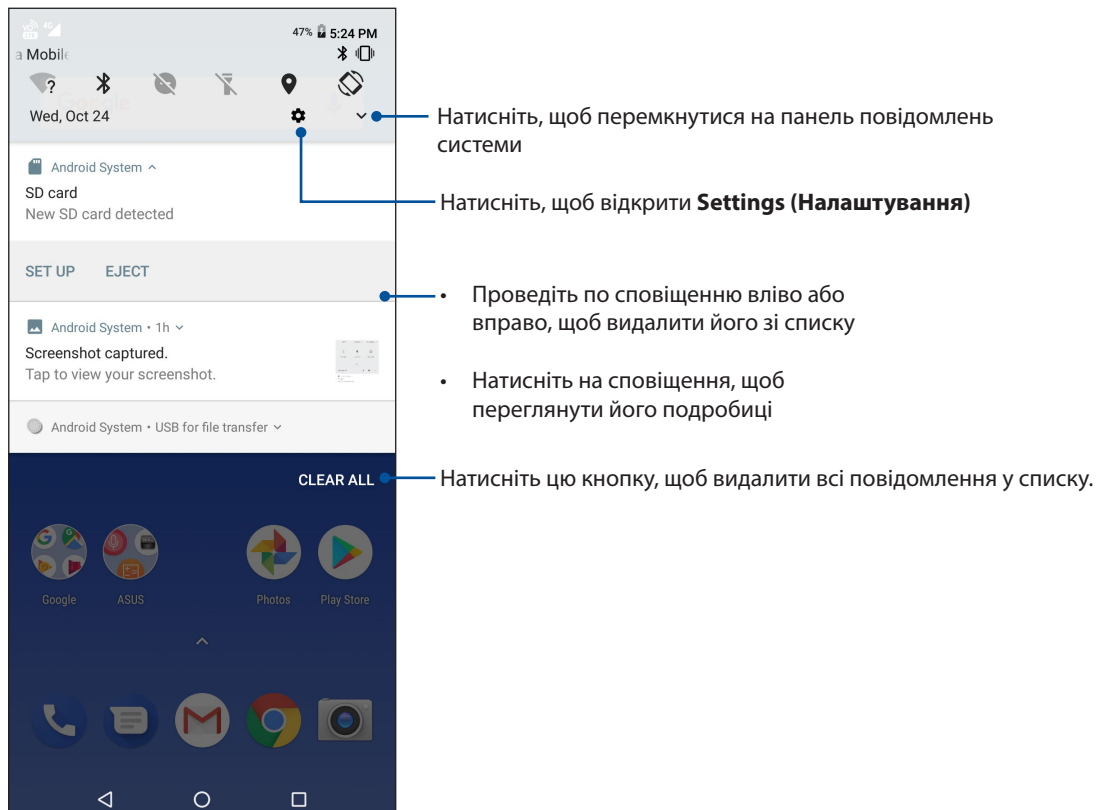 47% 5:24 PM
a Mobile
Google
Wed, Oct 24
Натисніть, щоб перемкнутися на панель повідомлень
системи
Android System
SD card
New SD card detected
Натисніть, щоб відкрити Settings (Налаштування)
SET UP EJECT
• Проведіть по сповіщенню вліво або
вправо, щоб видалити його зі списку
Android System • 1h
Screenshot captured.
Tap to view your screenshot.
• Натисніть на сповіщення, щоб
переглянути його подробиці
Android System • USB for file transfer
CLEAR ALL
Натисніть цю кнопку, щоб видалити всі повідомлення у списку.
Google ASUS Photos Play Store